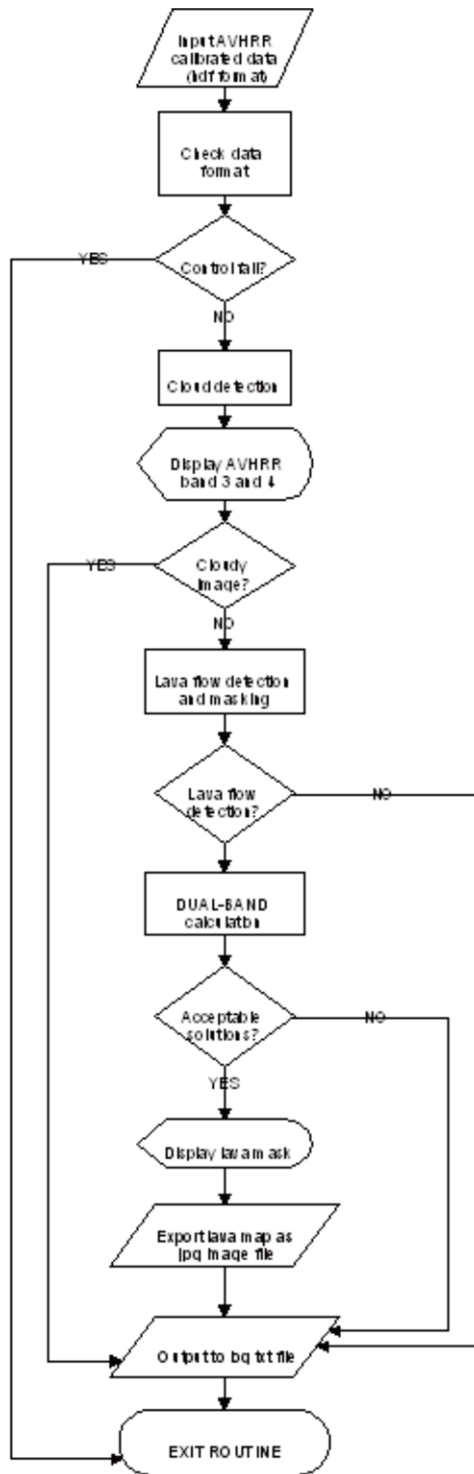 Input AVHRR
calibrated data
(hdf format)
Check data
format
Control fail?
YES
NO
Cloud detection
Display AVHRR
band 3 and 4
Cloudy
image?
YES
NO
Lava flow detection
and masking
Lava flow
detection?
NO
DUAL-BAND
calculation
Acceptable
solutions?
NO
YES
Display lava mask
Export lava map as
jpg image file
Output to log txt file
EXIT ROUTINE